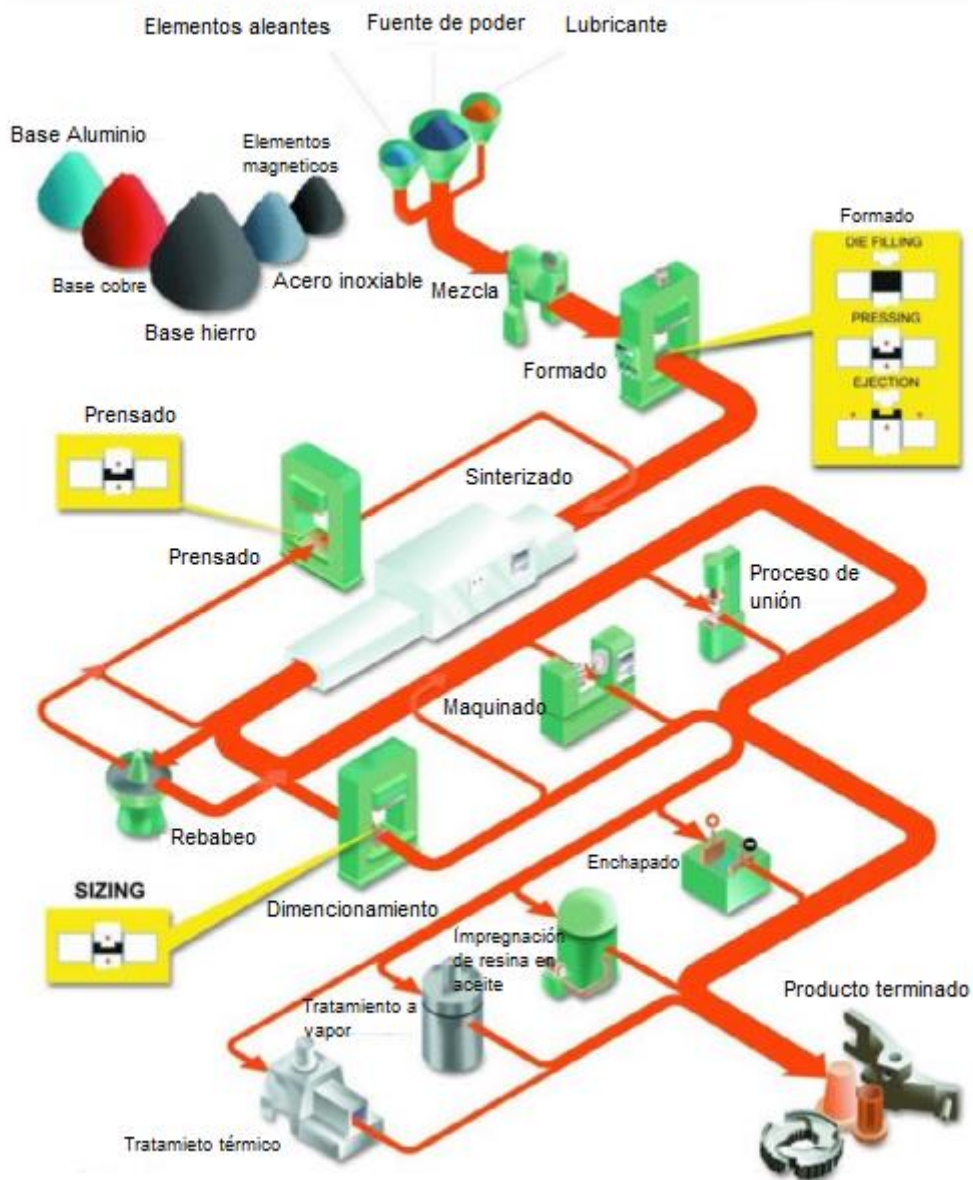 Elementos aleantes
Fuente de poder
Lubricante
Base Aluminio
Elementos
magneticos
Base cobre
Acero inoxiable
Base hierro
Mezcla
Formado
Formado
DIE FILLING
PRESSING
EJECTION
Prensado
Sinterizado
Prensado
Proceso de
unión
Maquinado
Rebabeo
SIZING
Dimencionamiento
Enchapado
Impregnación
de resina en
aceite
Tratamiento a
vapor
Producto terminado
Tratamieto térmico